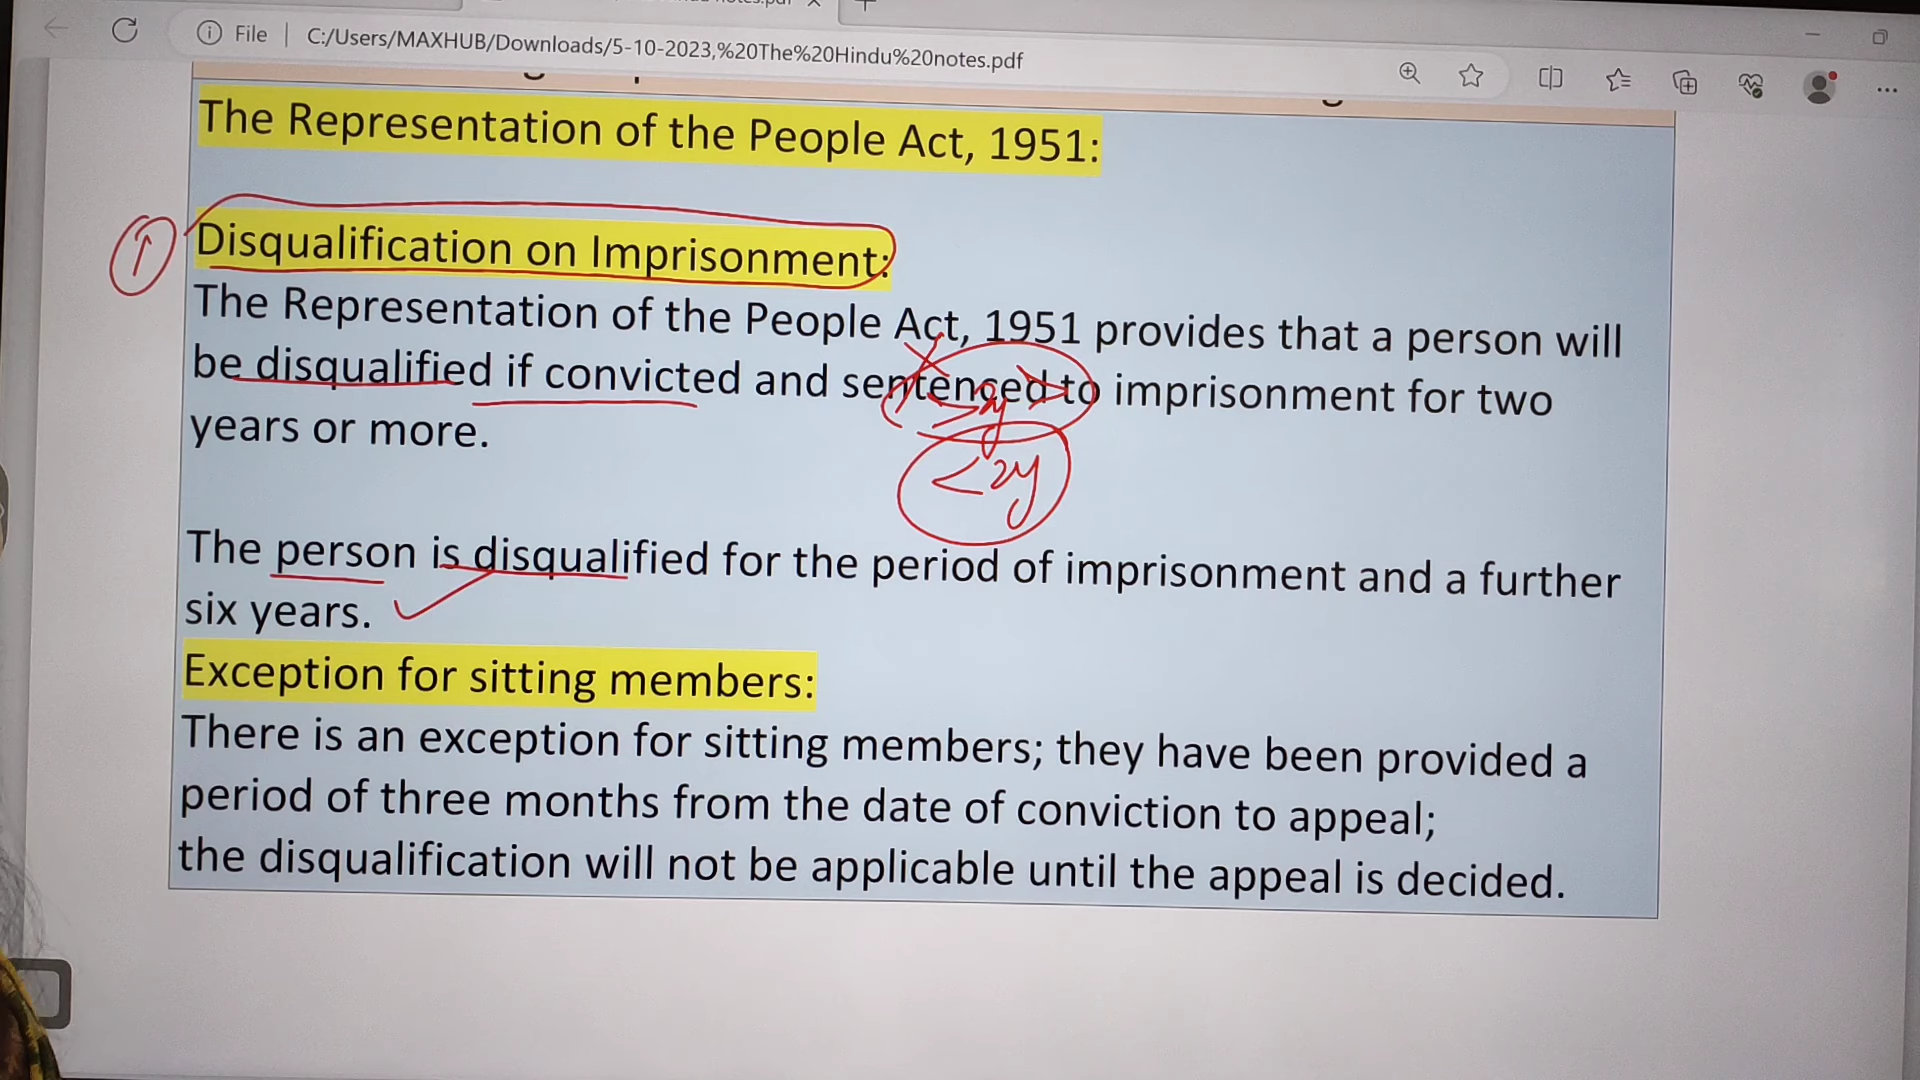 File | C:/Users/MAXHUB/Downloads/5-10-2023,%20The%20Hindu%20notes.pdf
The Representation of the People Act, 1951:
1
Disqualification on Imprisonment:
The Representation of the People Act, 1951 provides that a person will
be disqualified if convicted and sentenced to imprisonment for two
years or more.
<2y
The person is disqualified for the period of imprisonment and a further
six years.
Exception for sitting members:
There is an exception for sitting members; they have been provided a
period of three months from the date of conviction to appeal;
the disqualification will not be applicable until the appeal is decided.